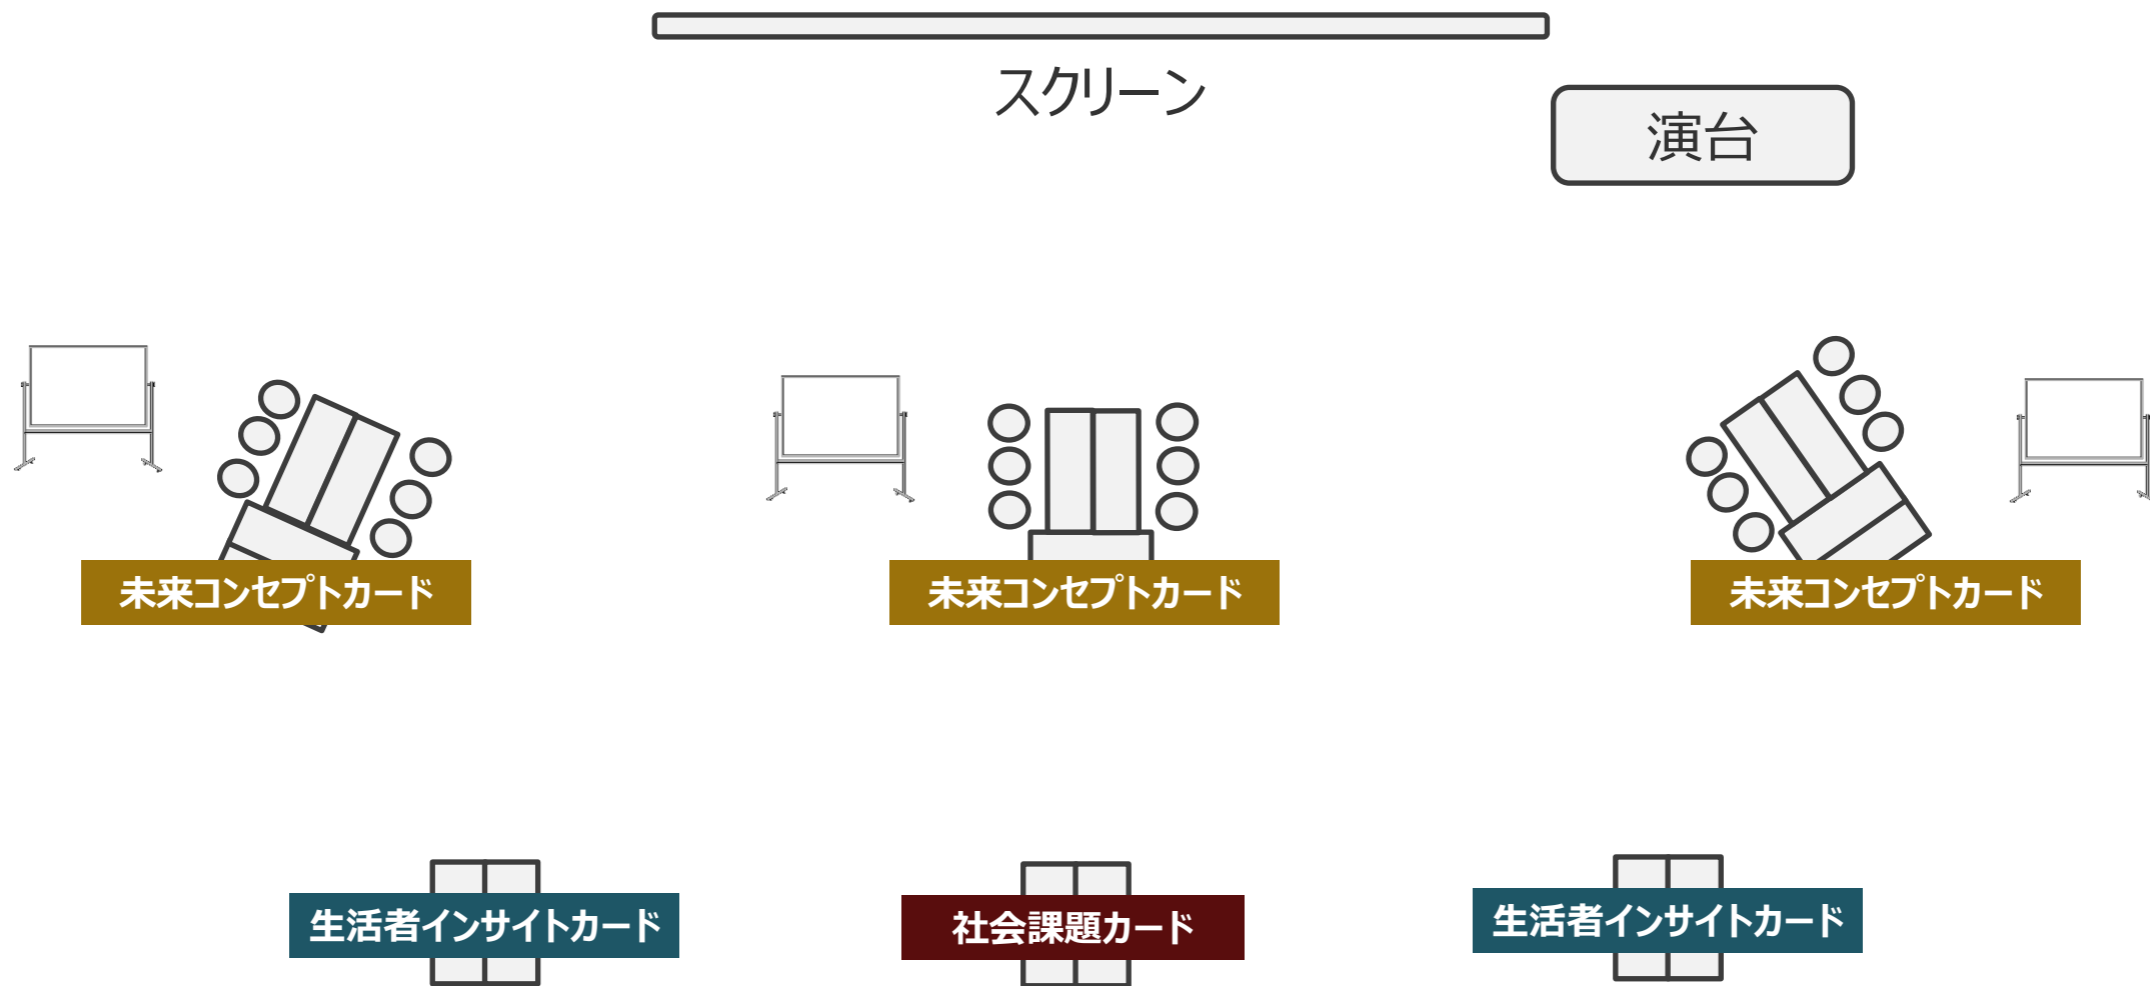 スクリーン
演台
未来コンセプトカード
未来コンセプトカード
未来コンセプトカード
生活者インサイトカード
社会課題カード
生活者インサイトカード